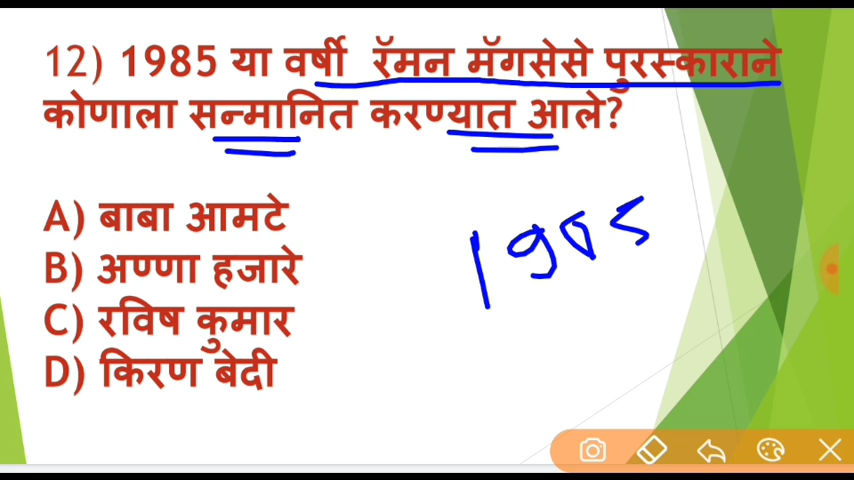 12) 1985 या वर्षी रॅमन मॅगसेसे पुरस्काराने
कोणाला सन्मानित करण्यात आले?
A) बाबा आमटे
B) अण्णा हजारे
C) रविष कुमार
D) किरण बेदी
1985